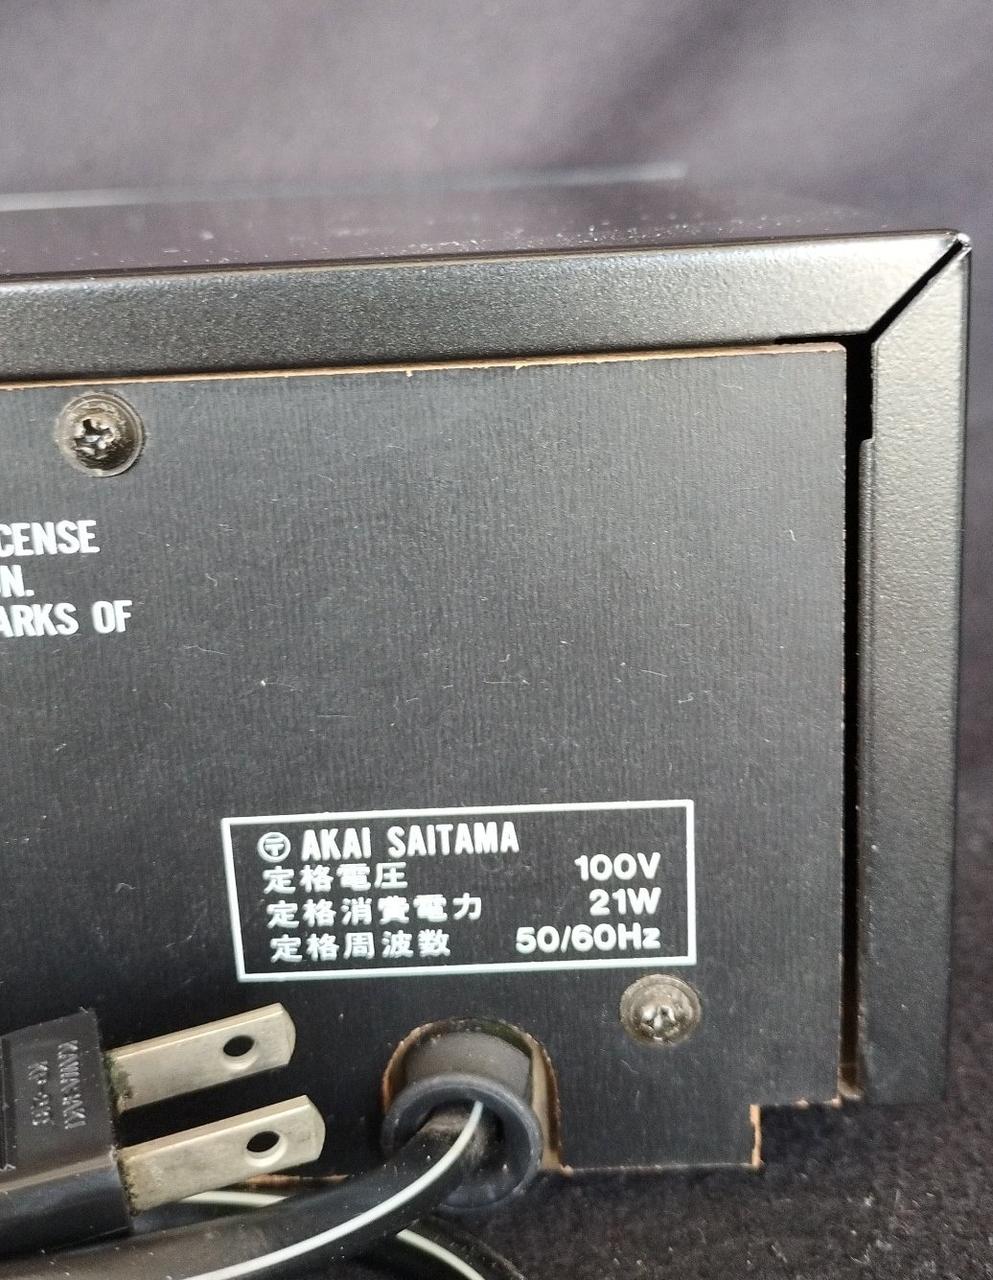 CENSE
N.
ARKS OF
〶 AKAI SAITAMA
定格電圧 100V
定格消費電力 21W
定格周波数 50/60Hz
KAWASAKI